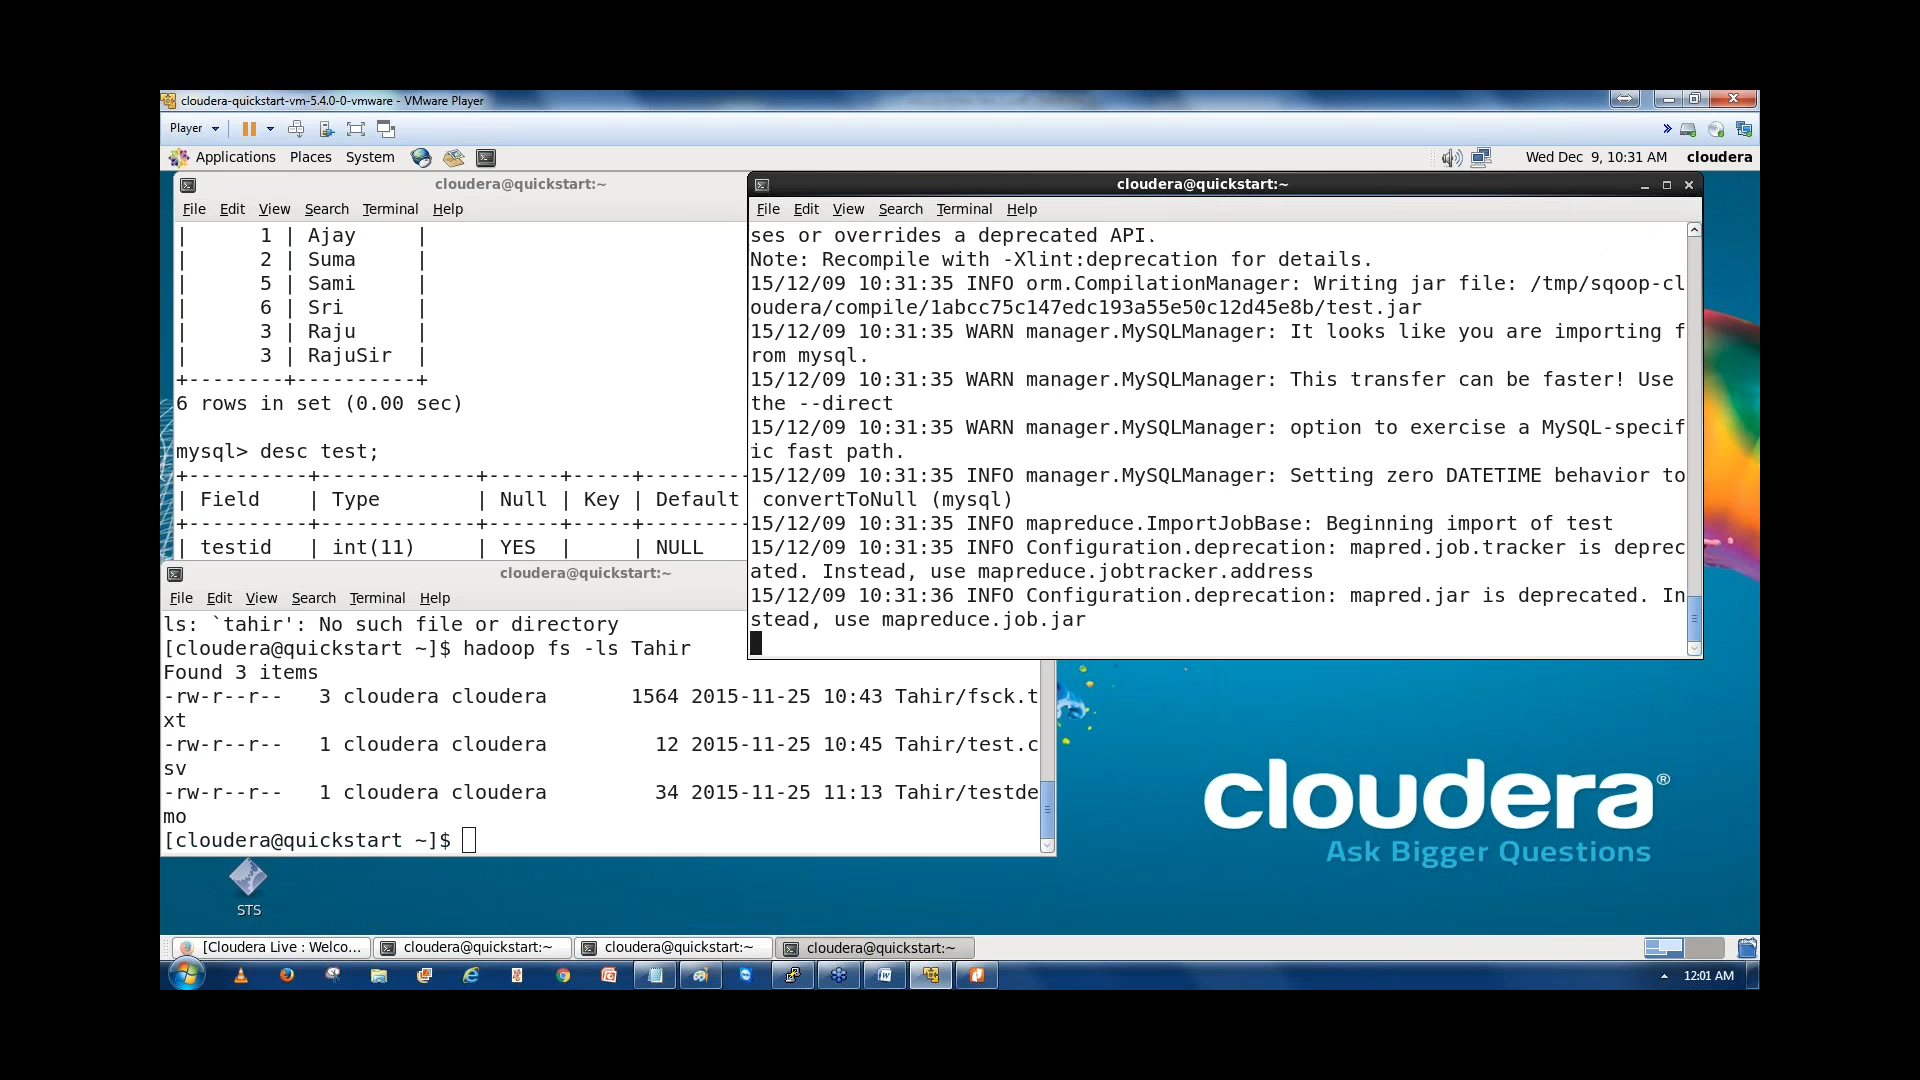 cloudera-quickstart-vm-5.4.0-0-vmware - VMware Player
Player
Applications Places System
Wed Dec 9, 10:31 AM cloudera
cloudera@quickstart:~
File Edit View Search Terminal Help
| 1 | Ajay |
| 2 | Suma |
| 5 | Sami |
| 6 | Sri |
| 3 | Raju |
| 3 | RajuSir |
+--------+----------+
6 rows in set (0.00 sec)
mysql> desc test;
+-----------+-------------+------+-----+---------
| Field | Type | Null | Key | Default
+-----------+-------------+------+-----+---------
| testid | int(11) | YES | | NULL
cloudera@quickstart:~
File Edit View Search Terminal Help
ses or overrides a deprecated API.
Note: Recompile with -Xlint:deprecation for details.
15/12/09 10:31:35 INFO orm.CompilationManager: Writing jar file: /tmp/sqoop-cl
oudera/compile/1abcc75c147edc193a55e50c12d45e8b/test.jar
15/12/09 10:31:35 WARN manager.MySQLManager: It looks like you are importing f
rom mysql.
15/12/09 10:31:35 WARN manager.MySQLManager: This transfer can be faster! Use
the --direct
15/12/09 10:31:35 WARN manager.MySQLManager: option to exercise a MySQL-specif
ic fast path.
15/12/09 10:31:35 INFO manager.MySQLManager: Setting zero DATETIME behavior to
convertToNull (mysql)
15/12/09 10:31:35 INFO mapreduce.ImportJobBase: Beginning import of test
15/12/09 10:31:35 INFO Configuration.deprecation: mapred.job.tracker is deprec
ated. Instead, use mapreduce.jobtracker.address
15/12/09 10:31:36 INFO Configuration.deprecation: mapred.jar is deprecated. In
stead, use mapreduce.job.jar
cloudera@quickstart:~
File Edit View Search Terminal Help
ls: `tahir': No such file or directory
[cloudera@quickstart ~]$ hadoop fs -ls Tahir
Found 3 items
-rw-r--r-- 3 cloudera cloudera 1564 2015-11-25 10:43 Tahir/fsck.t
xt
-rw-r--r-- 1 cloudera cloudera 12 2015-11-25 10:45 Tahir/test.c
sv
-rw-r--r-- 1 cloudera cloudera 34 2015-11-25 11:13 Tahir/testde
mo
[cloudera@quickstart ~]$
cloudera®
Ask Bigger Questions
STS
[Cloudera Live : Welco... cloudera@quickstart:~ cloudera@quickstart:~ cloudera@quickstart:~
12:01 AM